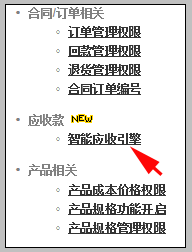 合同/订单相关
订单管理权限
回款管理权限
退货管理权限
合同订单编号
应收款 NEW
智能应收引擎
产品相关
产品成本价格权限
产品规格功能开启
产品规格管理权限